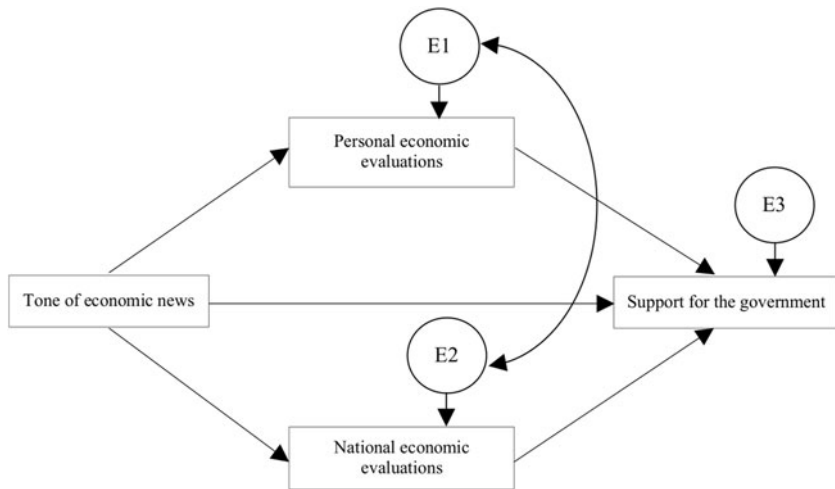 E1
Personal economic
evaluations
E3
Tone of economic news
Support for the government
E2
National economic
evaluations